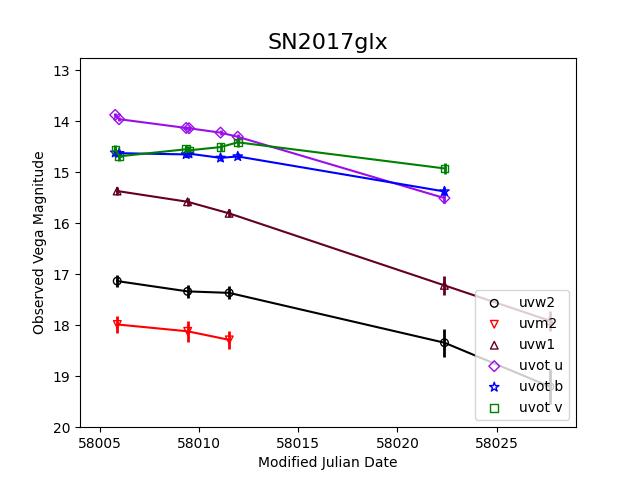 SN2017glx
Observed Vega Magnitude
13
14
15
16
17
18
19
20
58005
58010
58015
58020
58025
Modified Julian Date
uvw2
uvm2
uvw1
uvot u
uvot b
uvot v